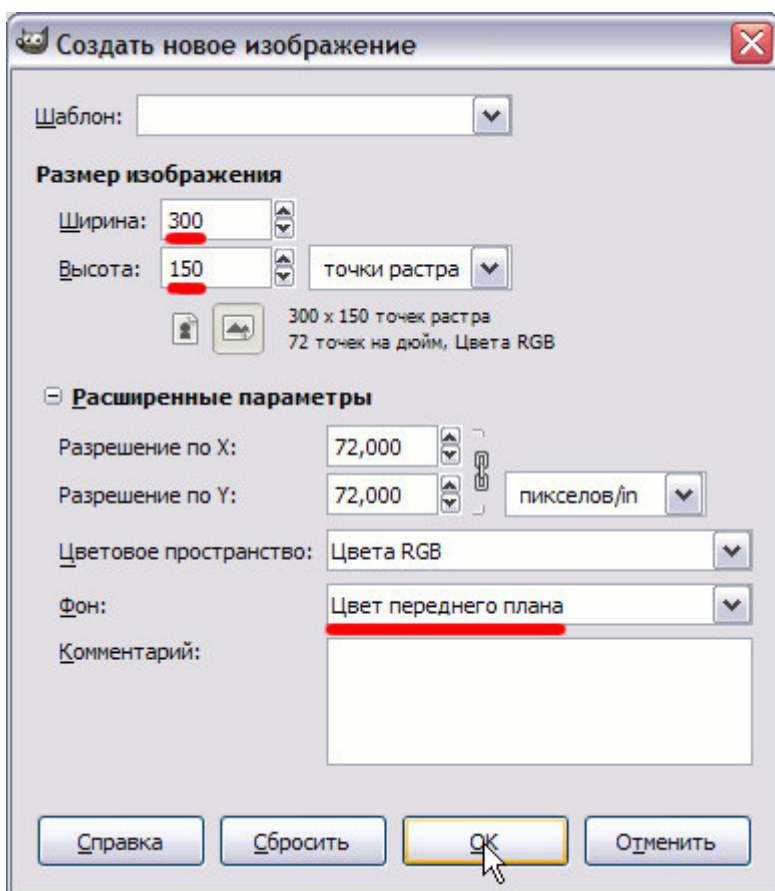 Создать новое изображение
Шаблон:
Размер изображения
Ширина: 300
Высота: 150 точки растра
300 x 150 точек растра
72 точек на дюйм, Цвета RGB
Расширенные параметры
Разрешение по X: 72,000
Разрешение по Y: 72,000 пикселов/in
Цветовое пространство: Цвета RGB
Фон: Цвет переднего плана
Комментарий:
Справка Сбросить OK Отменить